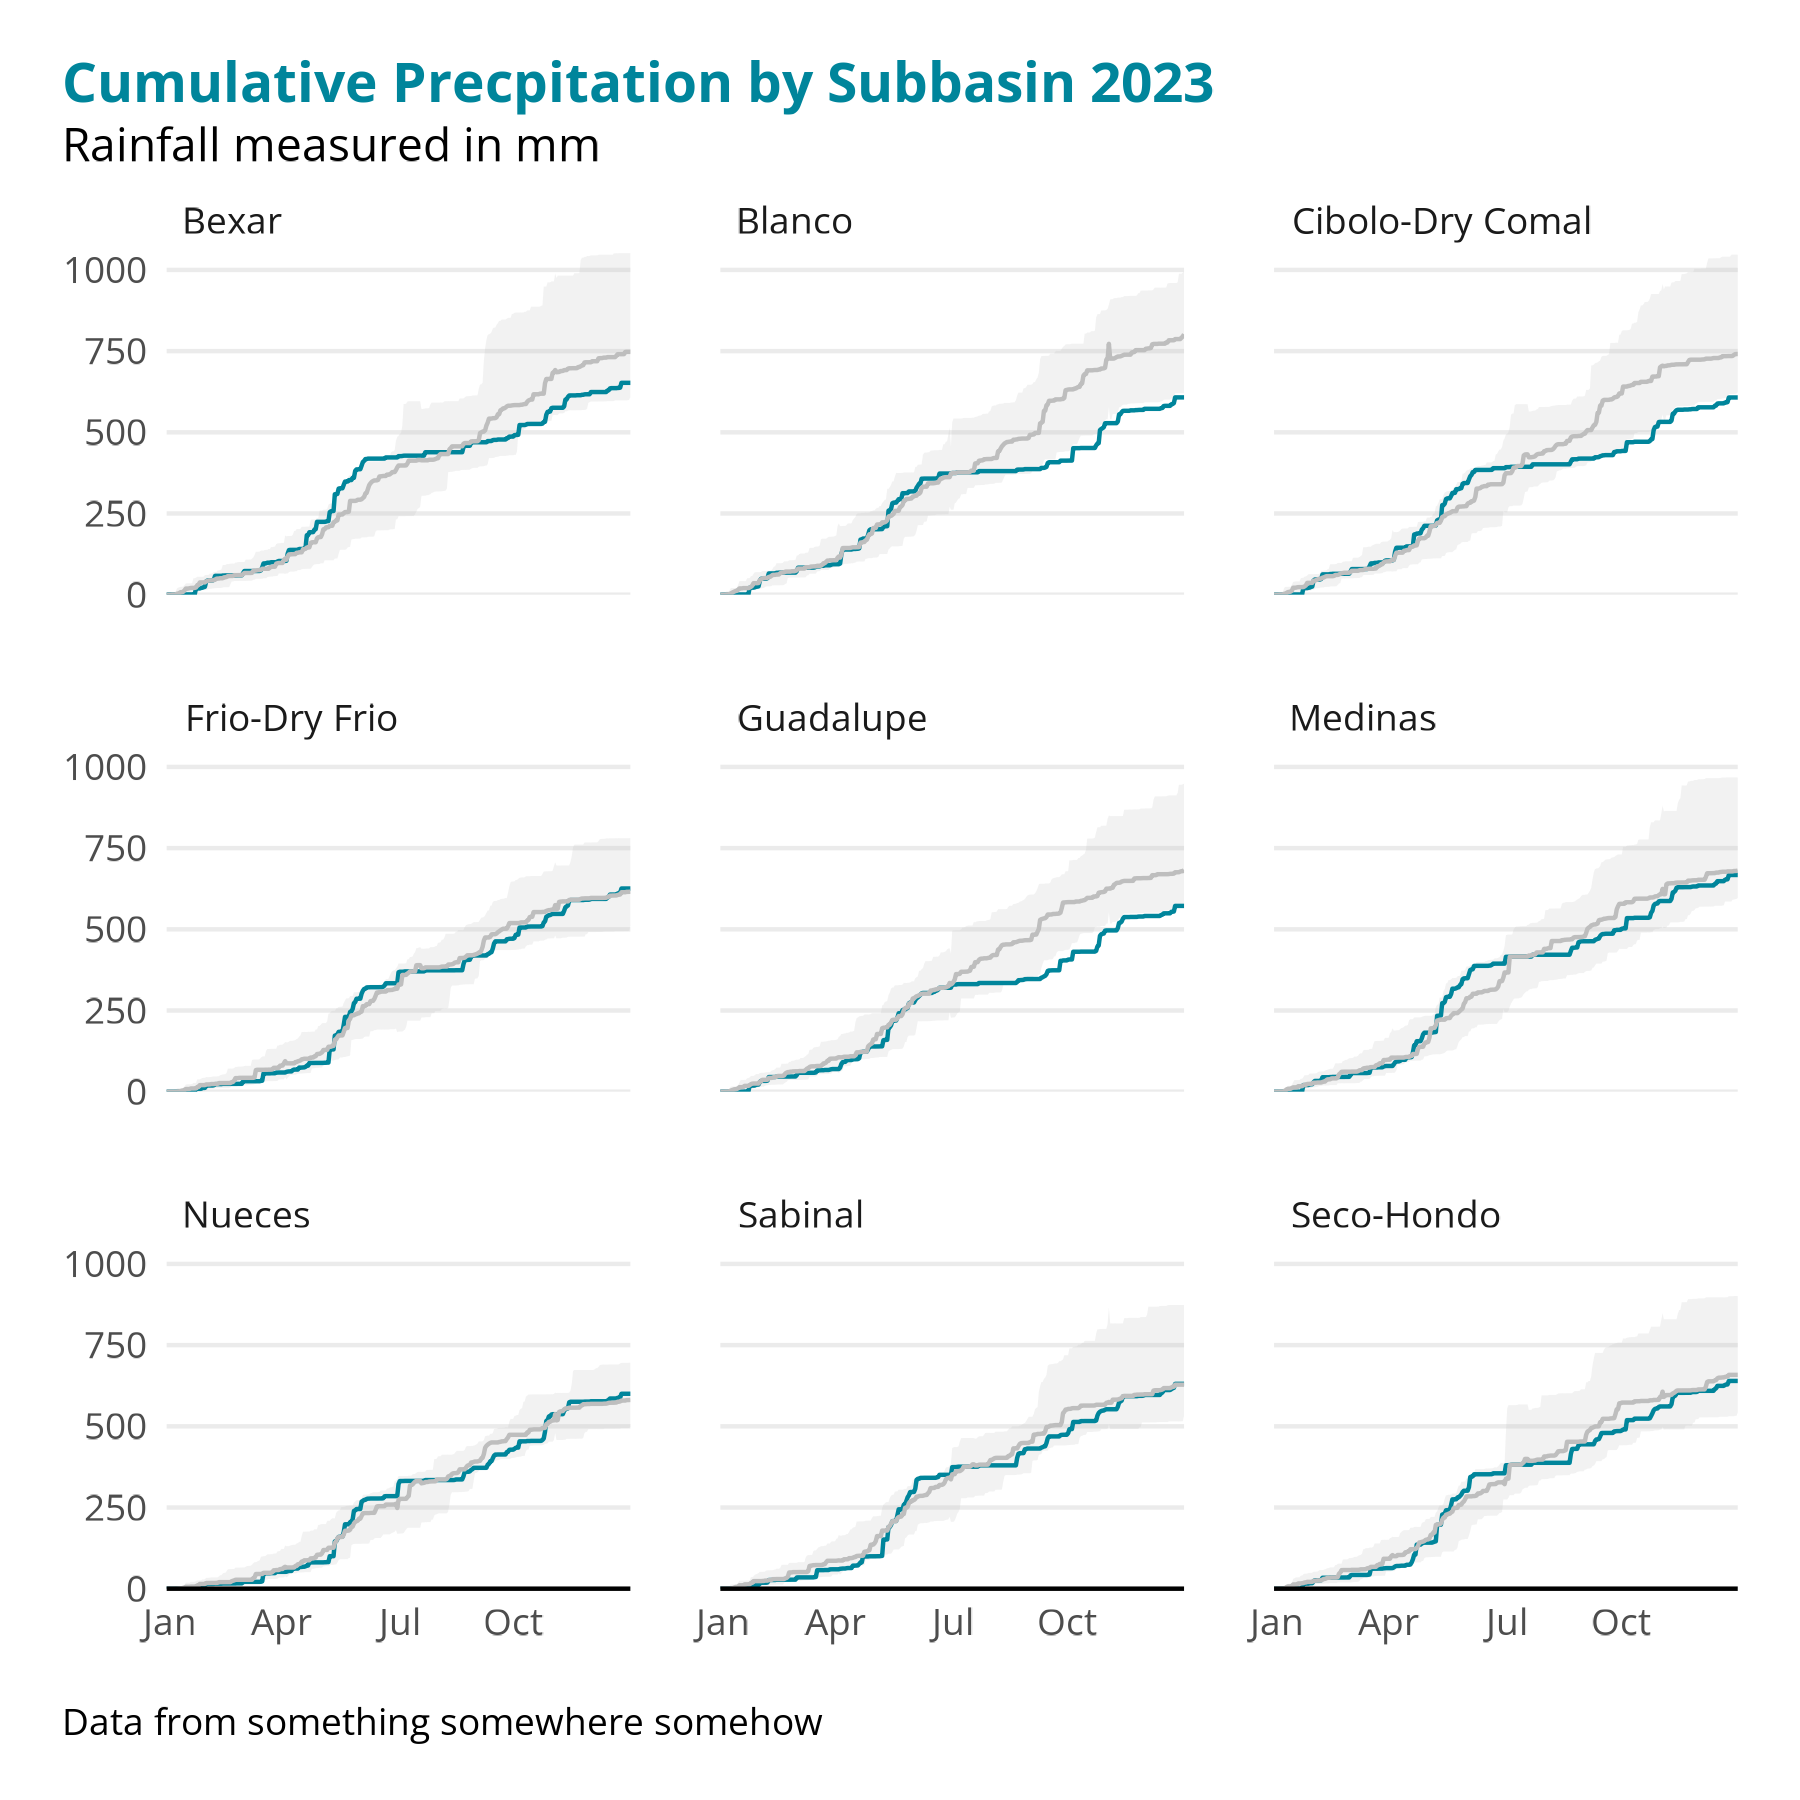 Cumulative Precpitation by Subbasin 2023
Rainfall measured in mm
Bexar
Blanco
Cibolo-Dry Comal
1000
750
500
250
0
Frio-Dry Frio
Guadalupe
Medinas
1000
750
500
250
0
Nueces
Sabinal
Seco-Hondo
1000
750
500
250
0
Jan Apr Jul Oct
Jan Apr Jul Oct
Jan Apr Jul Oct
Data from something somewhere somehow